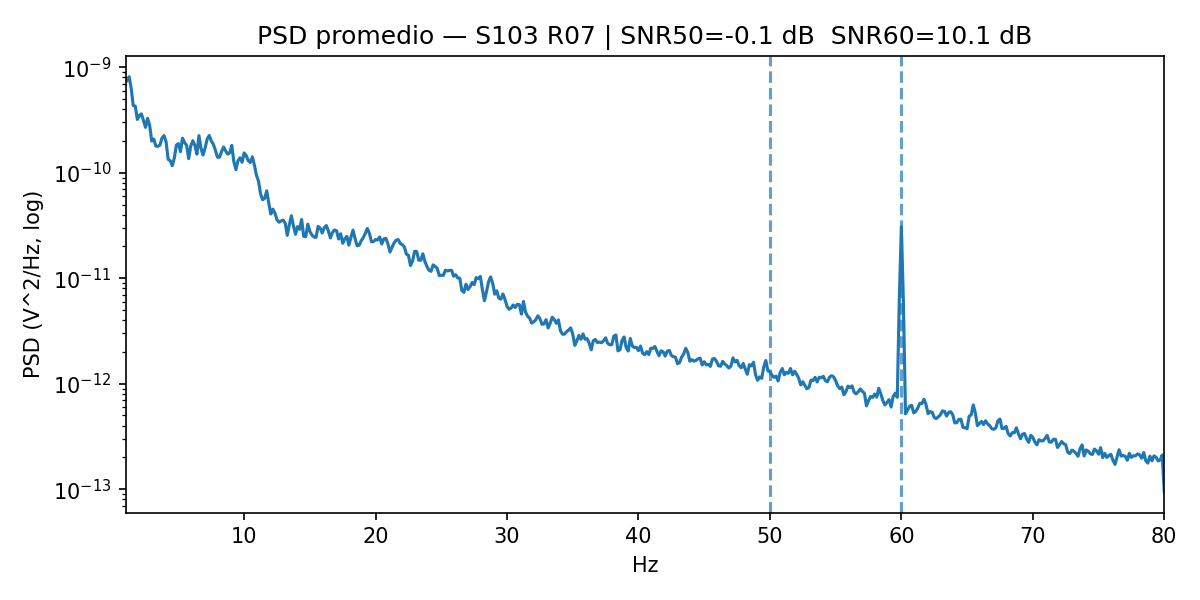 PSD promedio — S103 R07 | SNR50=-0.1 dB  SNR60=10.1 dB
PSD (V^2/Hz, log)
10⁻⁹
10⁻¹⁰
10⁻¹¹
10⁻¹²
10⁻¹³
10 20 30 40 50 60 70 80
Hz